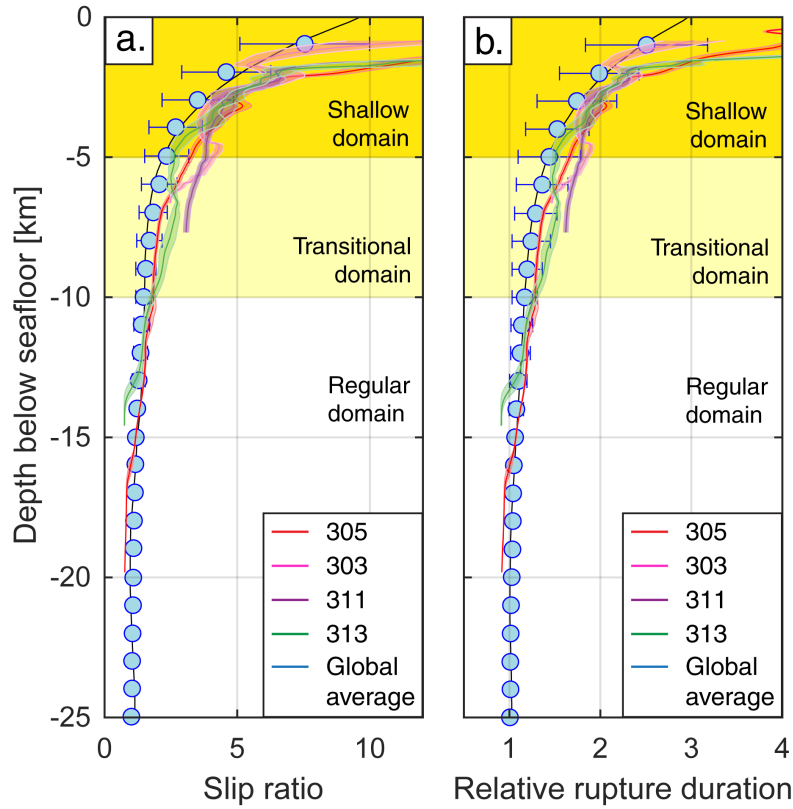 a.
b.
0
-5
-10
-15
-20
-25
Depth below seafloor [km]
Shallow
domain
Transitional
domain
Regular
domain
305
303
311
313
Global
average
0
5
10
Slip ratio
Shallow
domain
Transitional
domain
Regular
domain
305
303
311
313
Global
average
1
2
3
4
Relative rupture duration